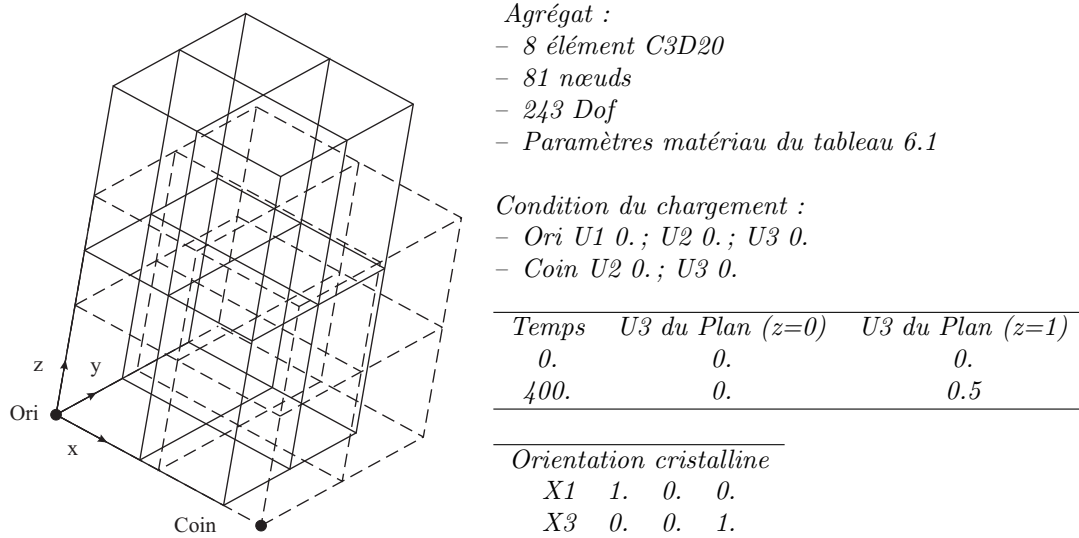 z
y
Ori
x
Coin
Agrégat :
– 8 élément C3D20
– 81 nœuds
– 243 Dof
– Paramètres matériau du tableau 6.1
Condition du chargement :
– Ori U1 0. ; U2 0. ; U3 0.
– Coin U2 0. ; U3 0.
Temps U3 du Plan (z=0) U3 du Plan (z=1)
0. 0. 0.
400. 0. 0.5
Orientation cristalline
X1 1. 0. 0.
X3 0. 0. 1.